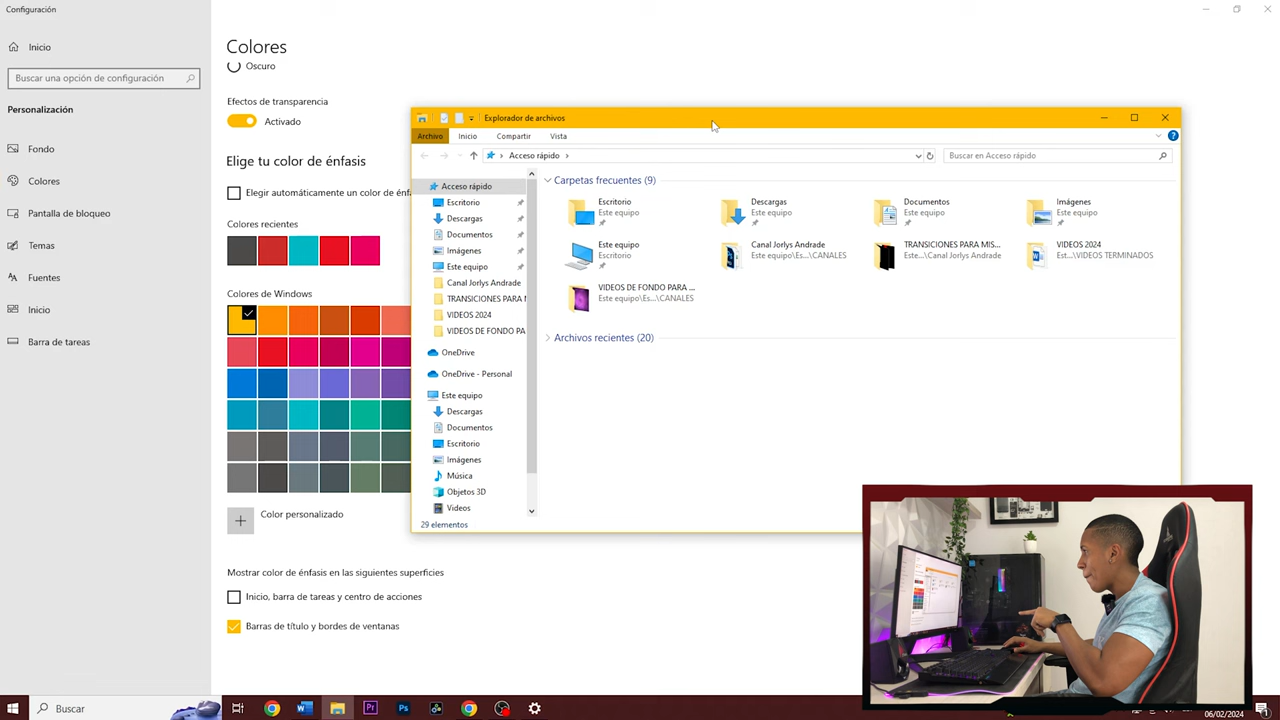 Configuración
Inicio
Buscar una opción de configuración
Personalización
Fondo
Colores
Pantalla de bloqueo
Temas
Fuentes
Inicio
Barra de tareas
Colores
Oscuro
Efectos de transparencia
Activado
Elige tu color de énfasis
Elegir automáticamente un color de énfa
Colores recientes
Colores de Windows
Color personalizado
Mostrar color de énfasis en las siguientes superficies
Inicio, barra de tareas y centro de acciones
Barras de título y bordes de ventanas
Explorador de archivos
Archivo Inicio Compartir Vista
Acceso rápido
Buscar en Acceso rápido
Acceso rápido
Escritorio
Descargas
Documentos
Imágenes
Este equipo
Canal Jorlys Andrade
TRANSICIONES PARA M
VIDEOS 2024
VIDEOS DE FONDO PA
OneDrive
OneDrive - Personal
Este equipo
Descargas
Documentos
Escritorio
Imágenes
Música
Objetos 3D
Videos
Carpetas frecuentes (9)
Escritorio
Este equipo
Descargas
Este equipo
Documentos
Este equipo
Imágenes
Este equipo
Este equipo
Escritorio
Canal Jorlys Andrade
Este equipo\Es...\CANALES
TRANSICIONES PARA MIS...
Este...\Canal Jorlys Andrade
VIDEOS 2024
Est...\VIDEOS TERMINADOS
VIDEOS DE FONDO PARA ...
Este equipo\Es...\CANALES
Archivos recientes (20)
29 elementos
Buscar
06/02/2024